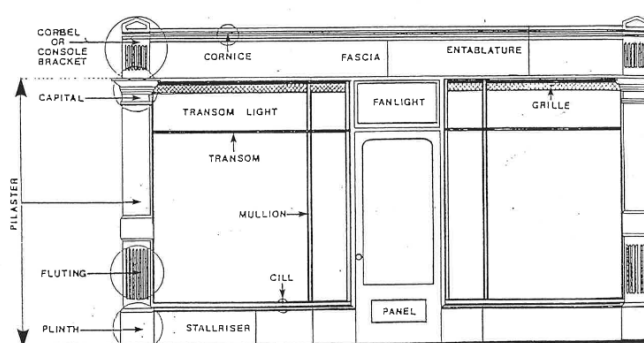 CORBEL
OR
CONSOLE
BRACKET
CORNICE
FASCIA
ENTABLATURE
CAPITAL
TRANSOM LIGHT
FANLIGHT
GRILLE
TRANSOM
PILASTER
MULLION
FLUTING
CILL
PANEL
PLINTH
STALLRISER